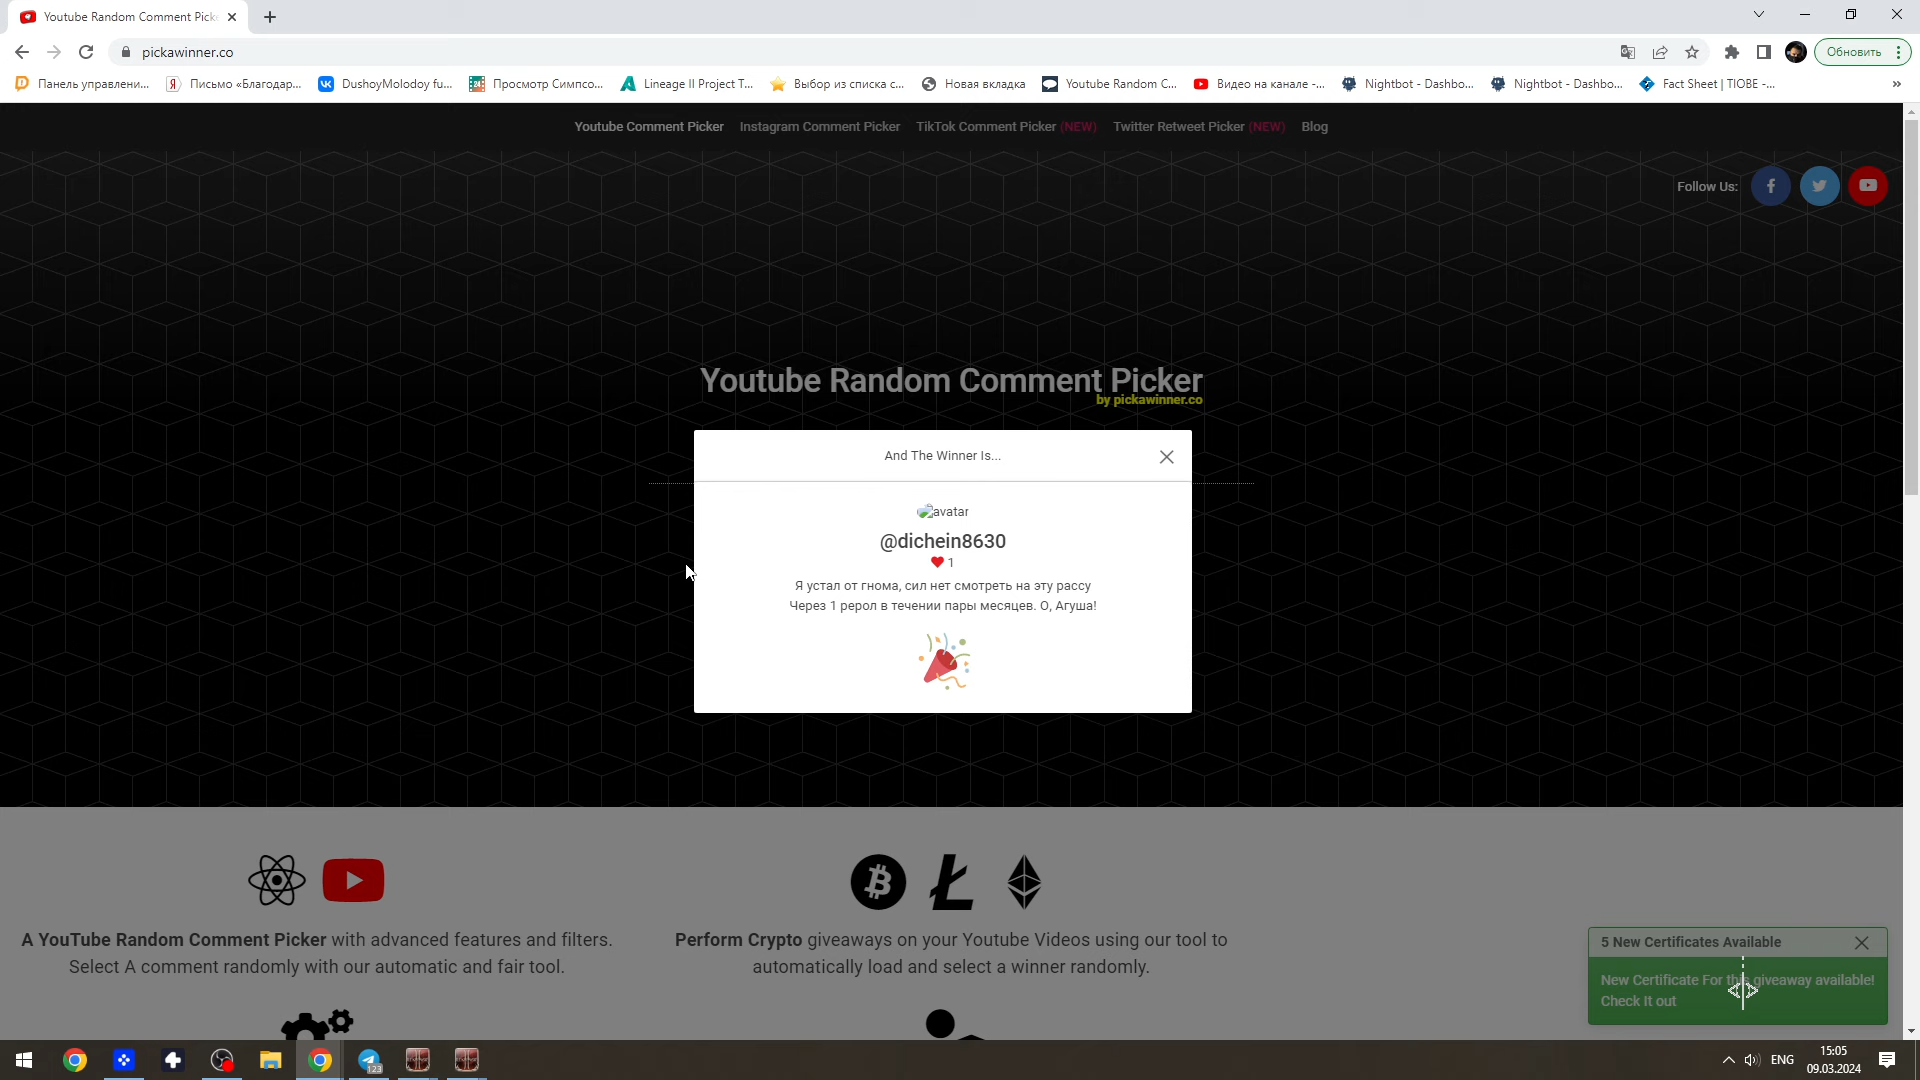 Youtube Random Comment Pick
pickawinner.co
Обновить
Панель управлени...
Письмо «Благодар...
DushoyMolodoy fu...
Просмотр Симпсо...
Lineage II Project T...
Выбор из списка с...
Новая вкладка
Youtube Random C...
Видео на канале -...
Nightbot - Dashbo...
Nightbot - Dashbo...
Fact Sheet | TIOBE -...
Youtube Comment Picker
Instagram Comment Picker
TikTok Comment Picker (NEW)
Twitter Retweet Picker (NEW)
Blog
Follow Us:
Youtube Random Comment Picker
by pickawinner.co
And The Winner Is...
avatar
@dichein8630
1
Я устал от гнома, сил нет смотреть на эту рассу
Через 1 рерол в течении пары месяцев. О, Агуша!
A YouTube Random Comment Picker with advanced features and filters.
Select A comment randomly with our automatic and fair tool.
Perform Crypto giveaways on your Youtube Videos using our tool to
automatically load and select a winner randomly.
5 New Certificates Available
New Certificate For this giveaway available!
Check It out
123
ENG
15:05
09.03.2024